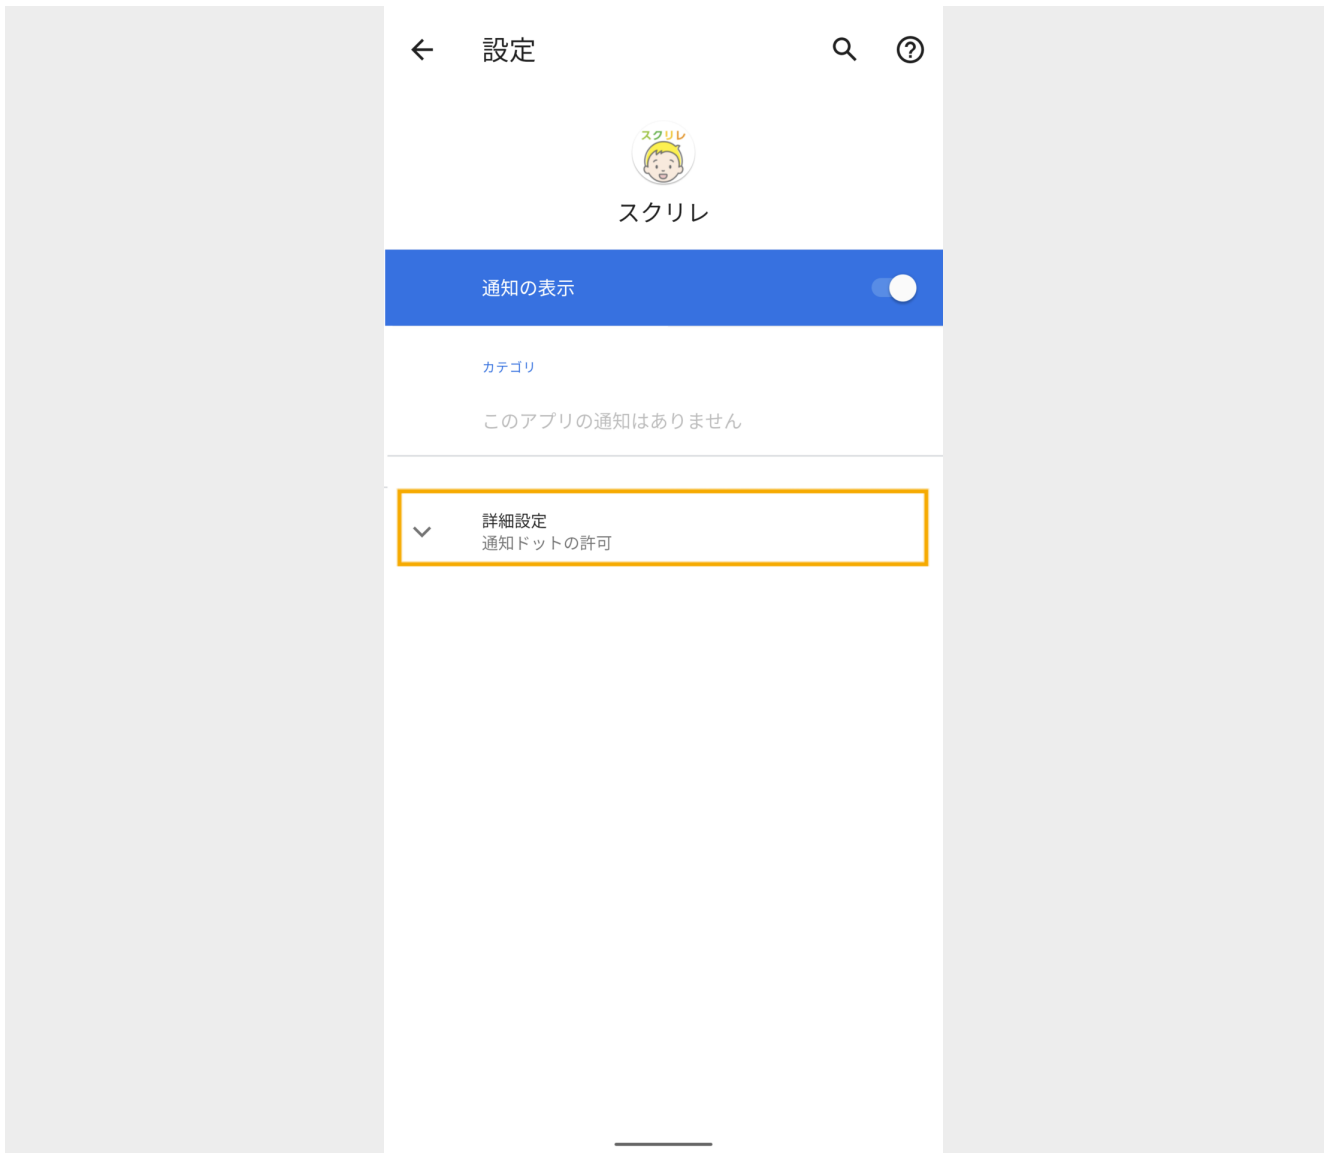 設定
スクリレ
スクリレ
通知の表示
カテゴリ
このアプリの通知はありません
詳細設定
通知ドットの許可